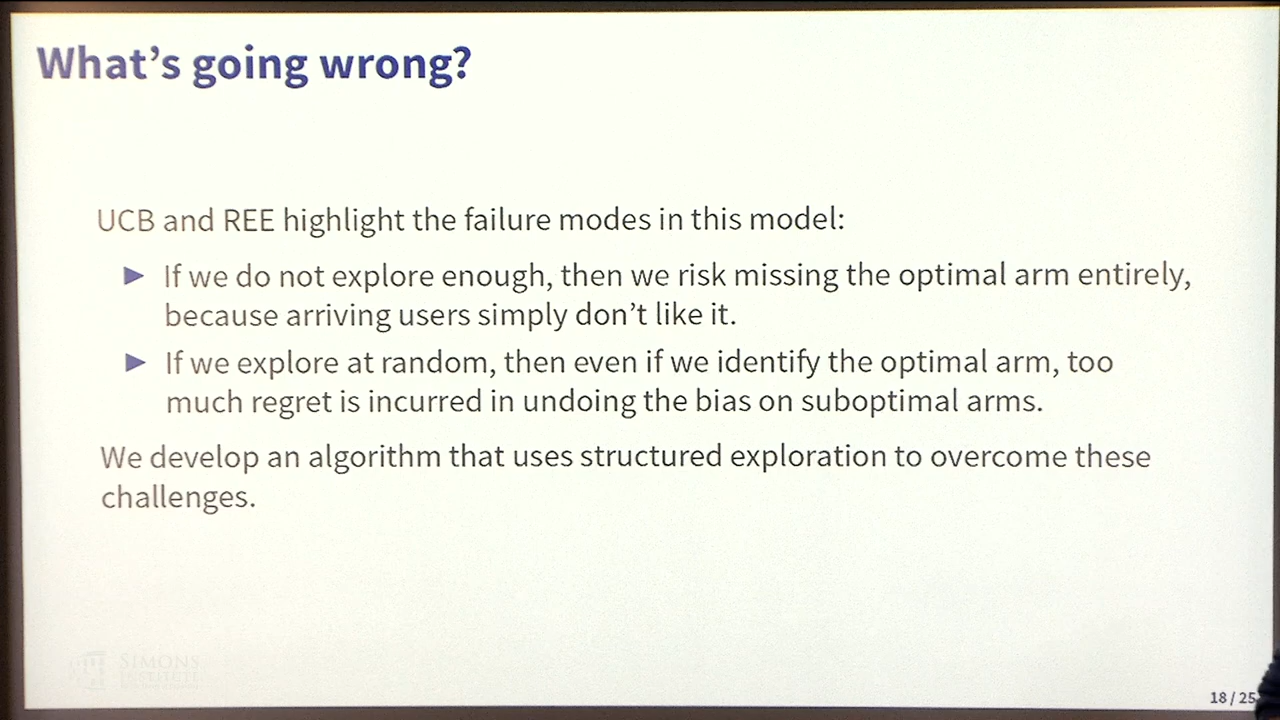 What's going wrong?
UCB and REE highlight the failure modes in this model:
▶ If we do not explore enough, then we risk missing the optimal arm entirely,
because arriving users simply don't like it.
▶ If we explore at random, then even if we identify the optimal arm, too
much regret is incurred in undoing the bias on suboptimal arms.
We develop an algorithm that uses structured exploration to overcome these
challenges.
SIMONS
INSTITUTE
18 / 25